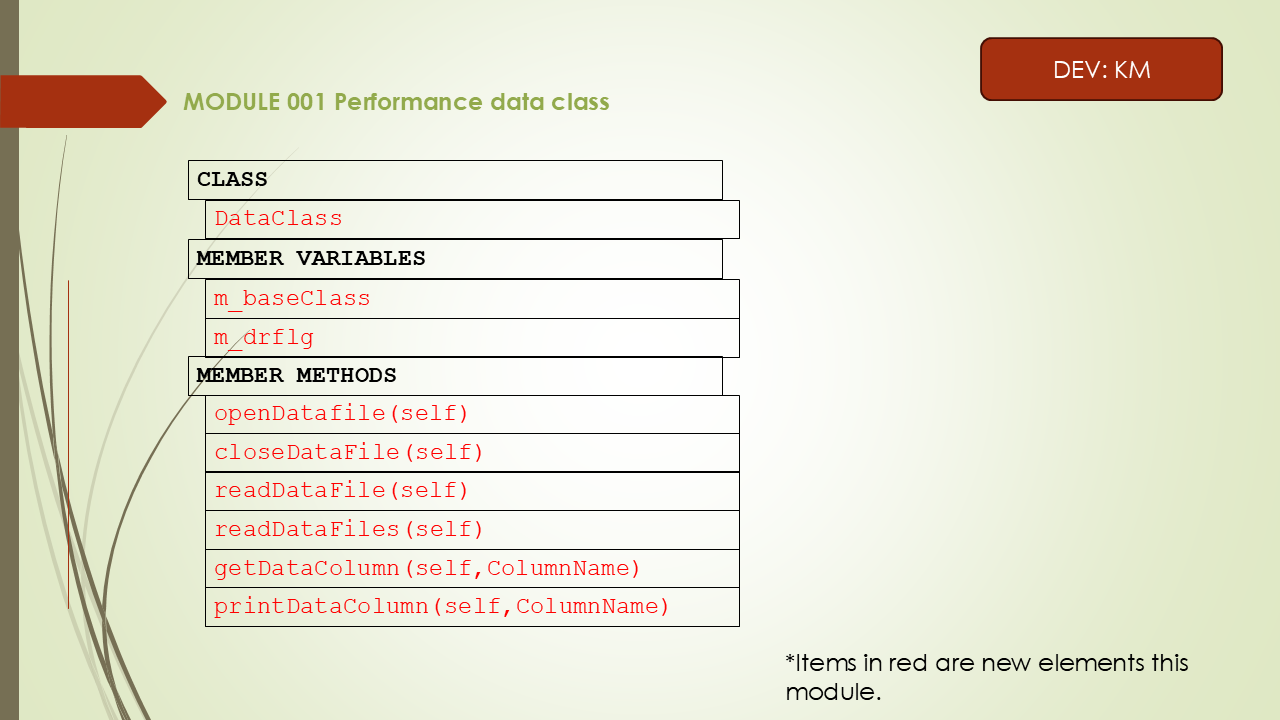 DEV: KM
MODULE 001 Performance data class
CLASS
DataClass
MEMBER VARIABLES
m_baseClass
m_drflg
MEMBER METHODS
openDatafile(self)
closeDataFile(self)
readDataFile(self)
readDataFiles(self)
getDataColumn(self,ColumnName)
printDataColumn(self,ColumnName)
*Items in red are new elements this
module.